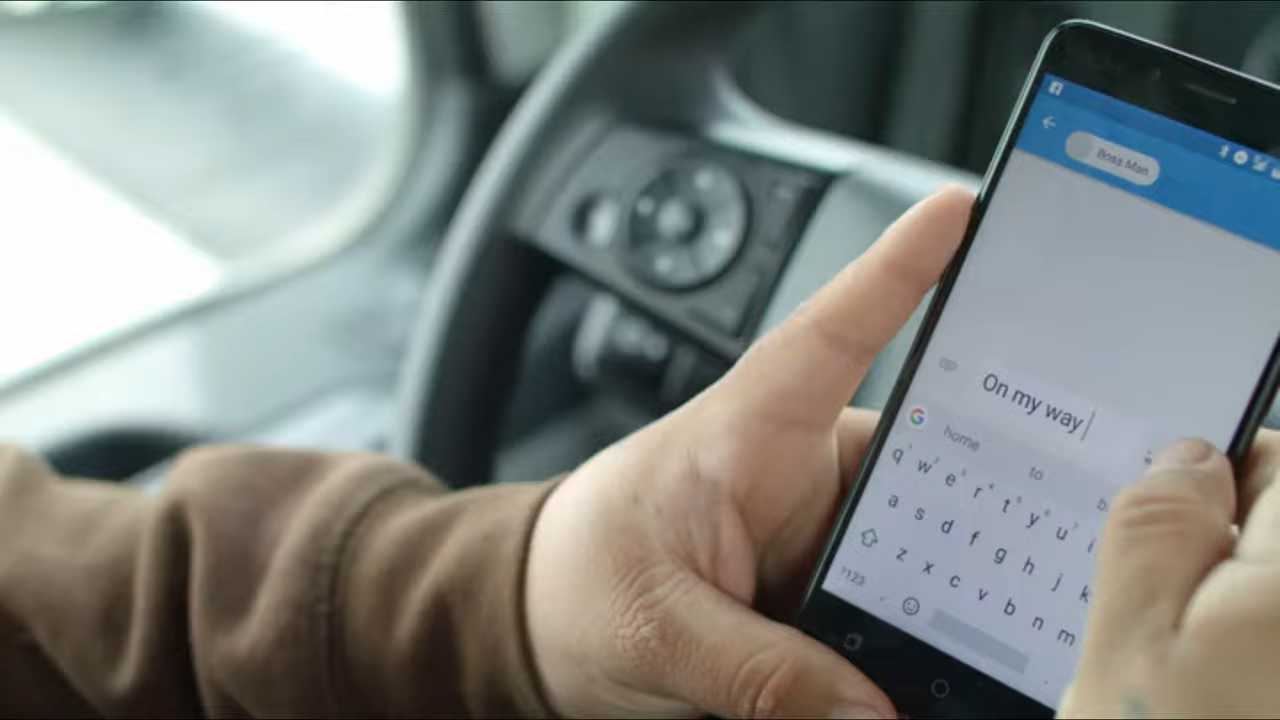 Boss Man
On my way
home to
q w e r t y u
a s d f g h j k
z x c v b n m
?123